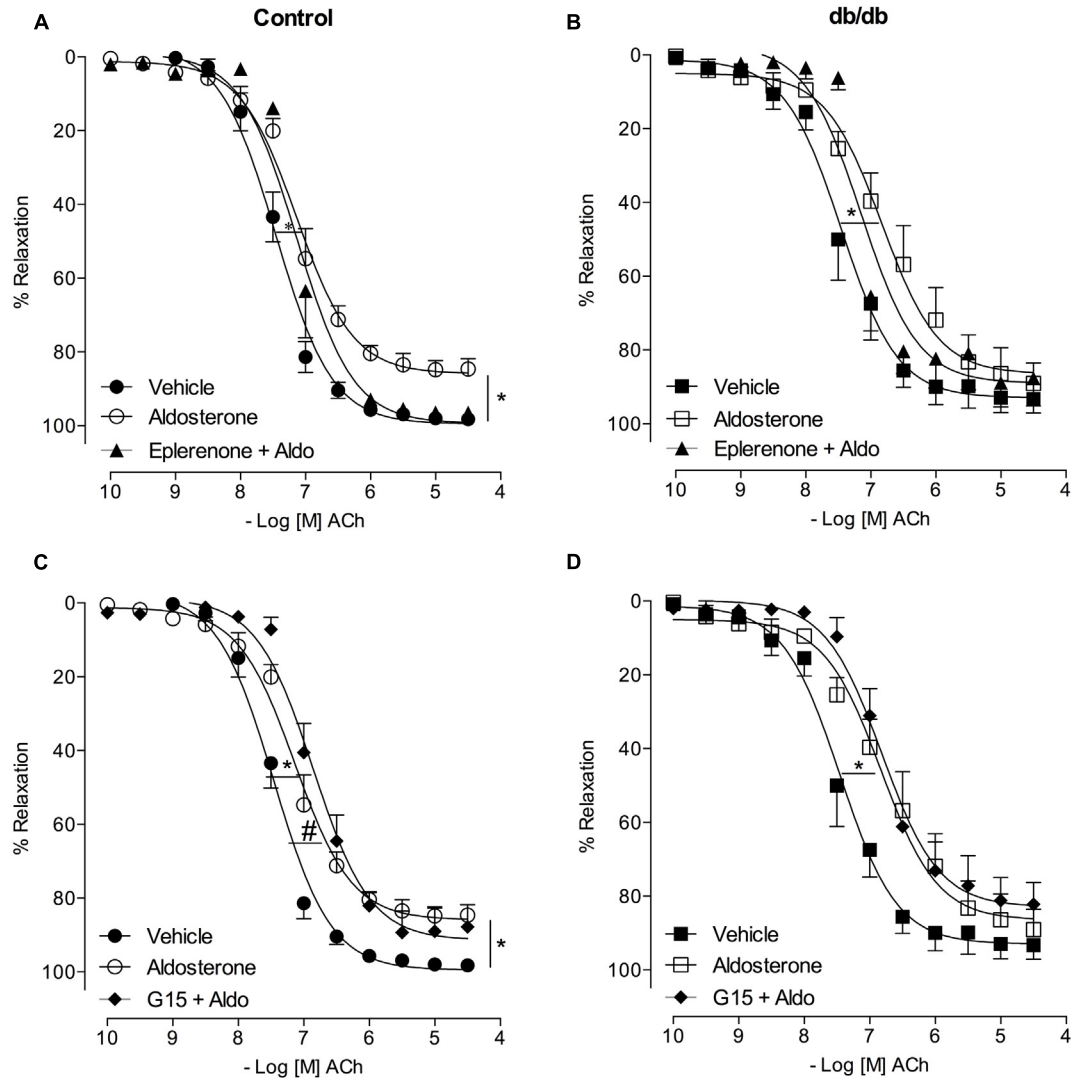 Control
db/db
A
0
20
40
60
80
100
% Relaxation
*
*
Vehicle
Aldosterone
Eplerenone + Aldo
10 9 8 7 6 5 4
- Log [M] ACh
B
0
20
40
60
80
100
% Relaxation
*
Vehicle
Aldosterone
Eplerenone + Aldo
10 9 8 7 6 5 4
- Log [M] ACh
C
0
20
40
60
80
100
% Relaxation
*
#
*
Vehicle
Aldosterone
G15 + Aldo
10 9 8 7 6 5 4
- Log [M] ACh
D
0
20
40
60
80
100
% Relaxation
*
Vehicle
Aldosterone
G15 + Aldo
10 9 8 7 6 5 4
- Log [M] ACh